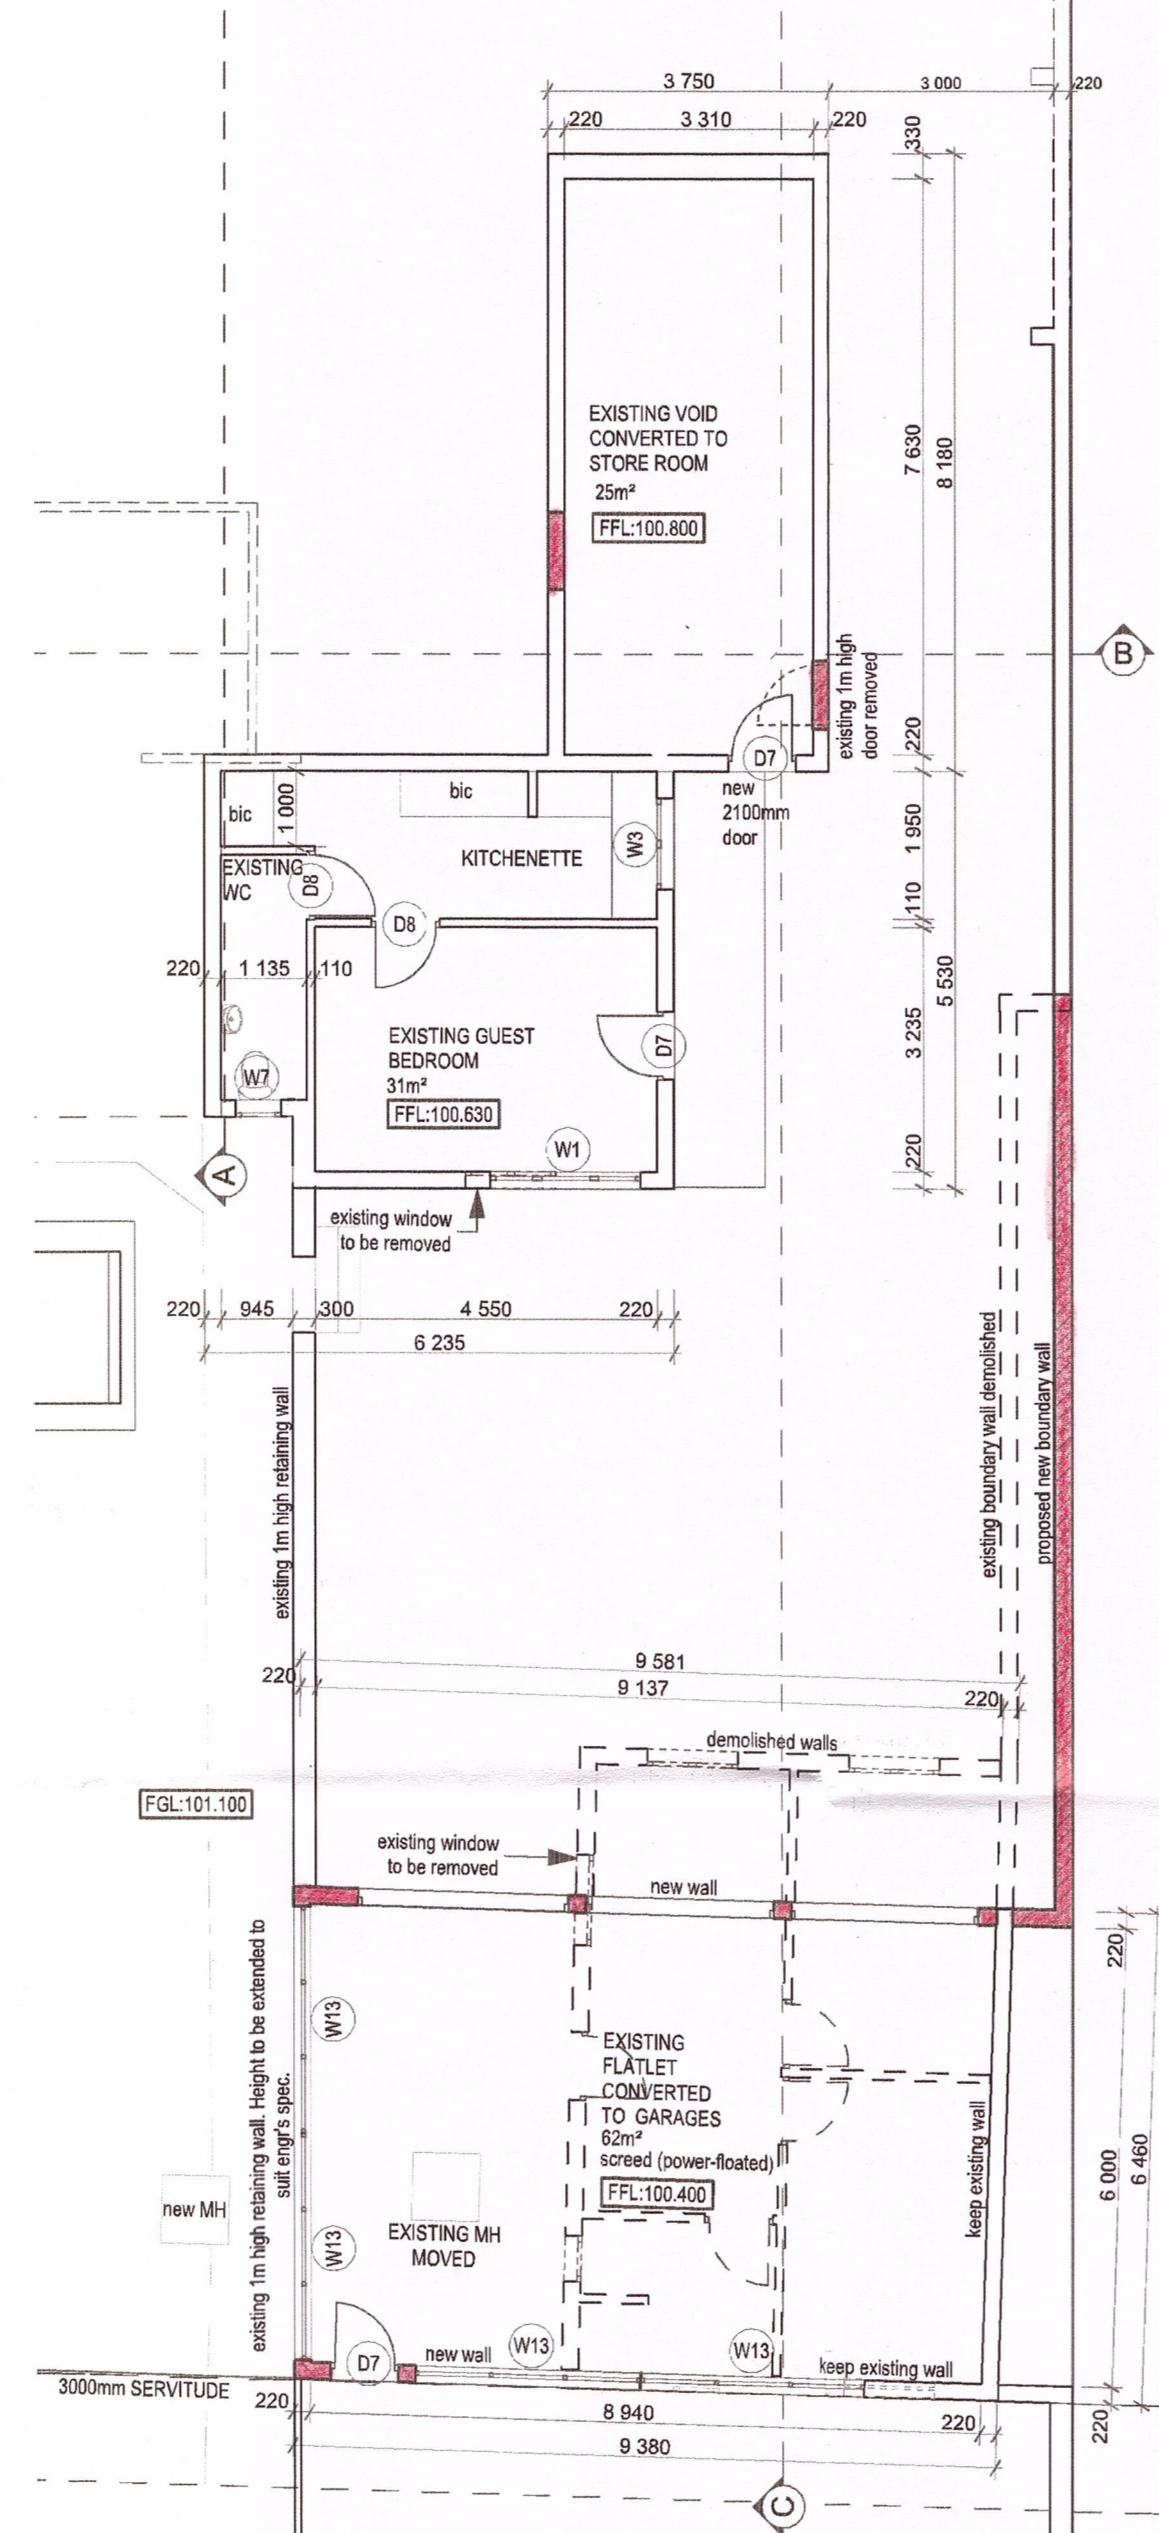 3 750
3 000
220
220
3 310
220
330
EXISTING VOID
CONVERTED TO
STORE ROOM
25m²
FFL:100.800
7 630
8 180
B
existing 1m high
door removed
220
D7
new
2100mm
door
bic
1 000
bic
KITCHENETTE
W3
1 950
EXISTING
WC
D8
D8
110
220
1 135
110
5 530
EXISTING GUEST
BEDROOM
31m²
FFL:100.630
D7
3 235
W7
W1
220
A
existing window
to be removed
220
945
300
4 550
220
6 235
existing 1m high retaining wall
existing boundary wall demolished
proposed new boundary wall
9 581
220
9 137
220
demolished walls
FGL:101.100
existing window
to be removed
new wall
220
existing 1m high retaining wall. Height to be extended to
suit engr's spec.
W13
EXISTING
FLATLET
CONVERTED
TO GARAGES
62m²
screed (power-floated)
FFL:100.400
keep existing wall
6 000
6 460
new MH
EXISTING MH
MOVED
W13
D7
new wall
W13
W13
keep existing wall
3000mm SERVITUDE
220
8 940
220
220
9 380
C